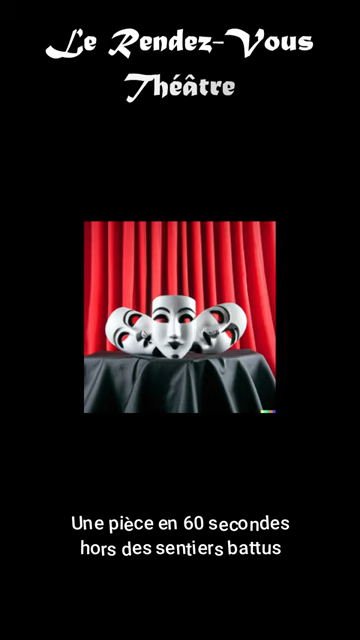 Le Rendez-Vous
Théâtre
Une pièce en 60 secondes
hors des sentiers battus